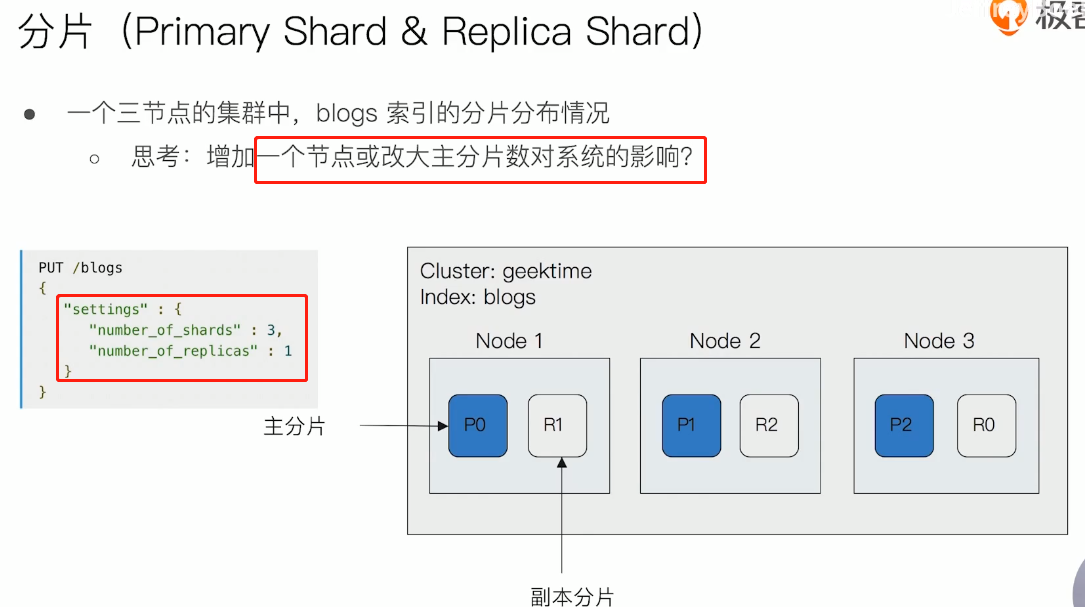 分片（Primary Shard & Replica Shard）
极客
一个三节点的集群中，blogs 索引的分片分布情况
思考：增加一个节点或改大主分片数对系统的影响？
PUT /blogs
{
"settings" : {
"number_of_shards" : 3,
"number_of_replicas" : 1
}
}
Cluster: geektime
Index: blogs
Node 1
Node 2
Node 3
主分片
P0
R1
P1
R2
P2
R0
副本分片